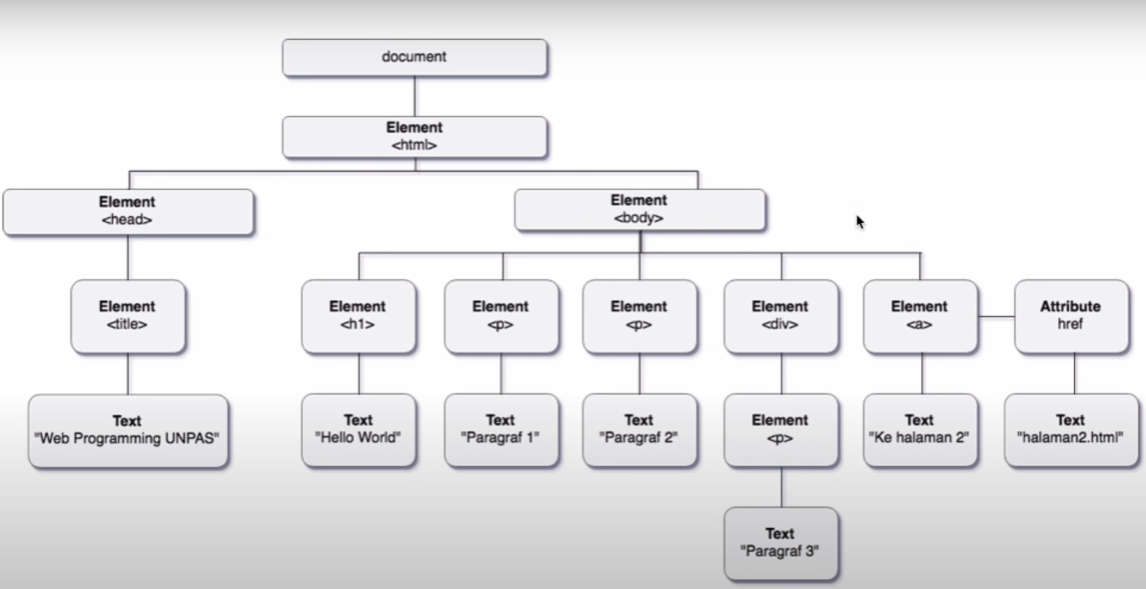 document
Element
<html>
Element
<head>
Element
<body>
Element
<title>
Element
<h1>
Element
<p>
Element
<p>
Element
<div>
Element
<a>
Attribute
href
Text
"Web Programming UNPAS"
Text
"Hello World"
Text
"Paragraf 1"
Text
"Paragraf 2"
Element
<p>
Text
"Ke halaman 2"
Text
"halaman2.html"
Text
"Paragraf 3"